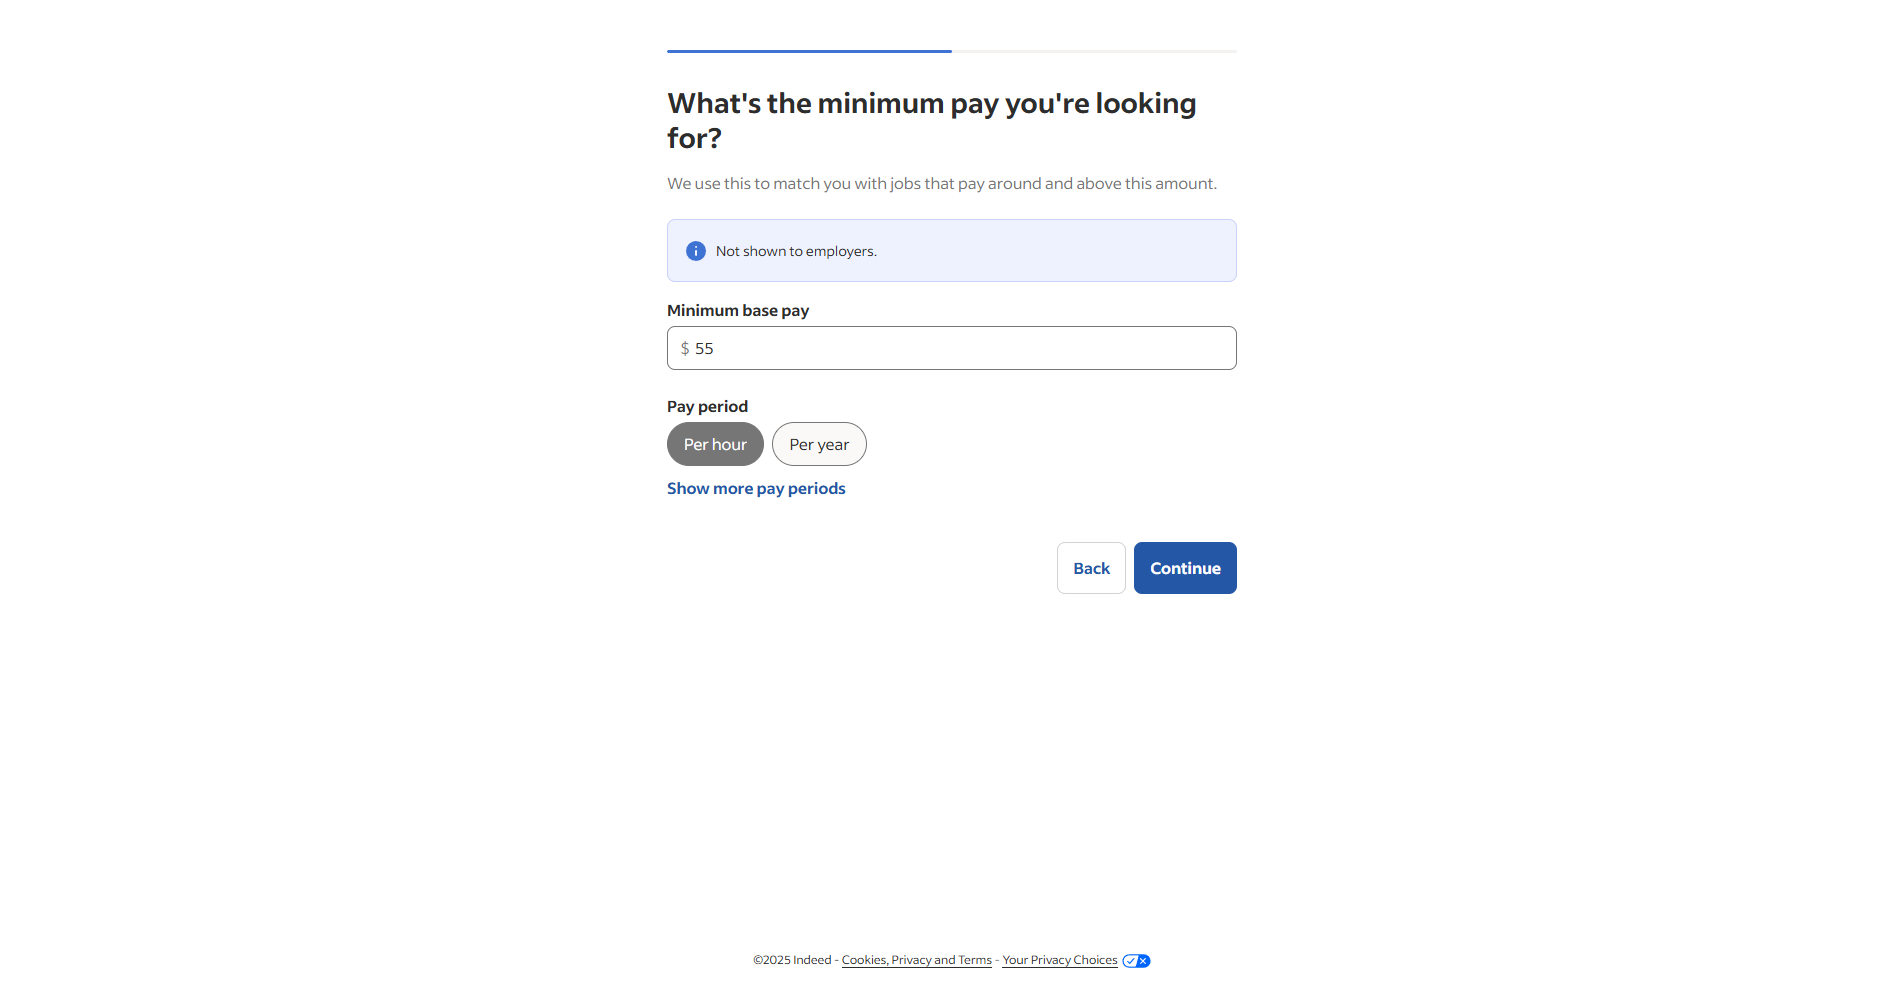 What's the minimum pay you're looking
for?
We use this to match you with jobs that pay around and above this amount.
Not shown to employers.
Minimum base pay
$ 55
Pay period
Per hour Per year
Show more pay periods
Back Continue
©2025 Indeed - Cookies, Privacy and Terms - Your Privacy Choices